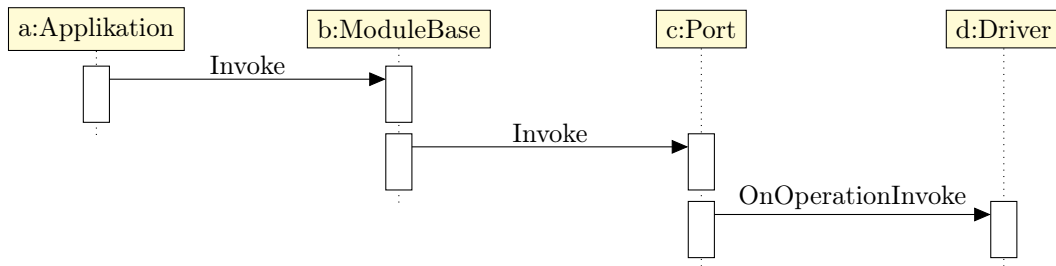 a:Applikation
b:ModuleBase
c:Port
d:Driver
Invoke
Invoke
OnOperationInvoke